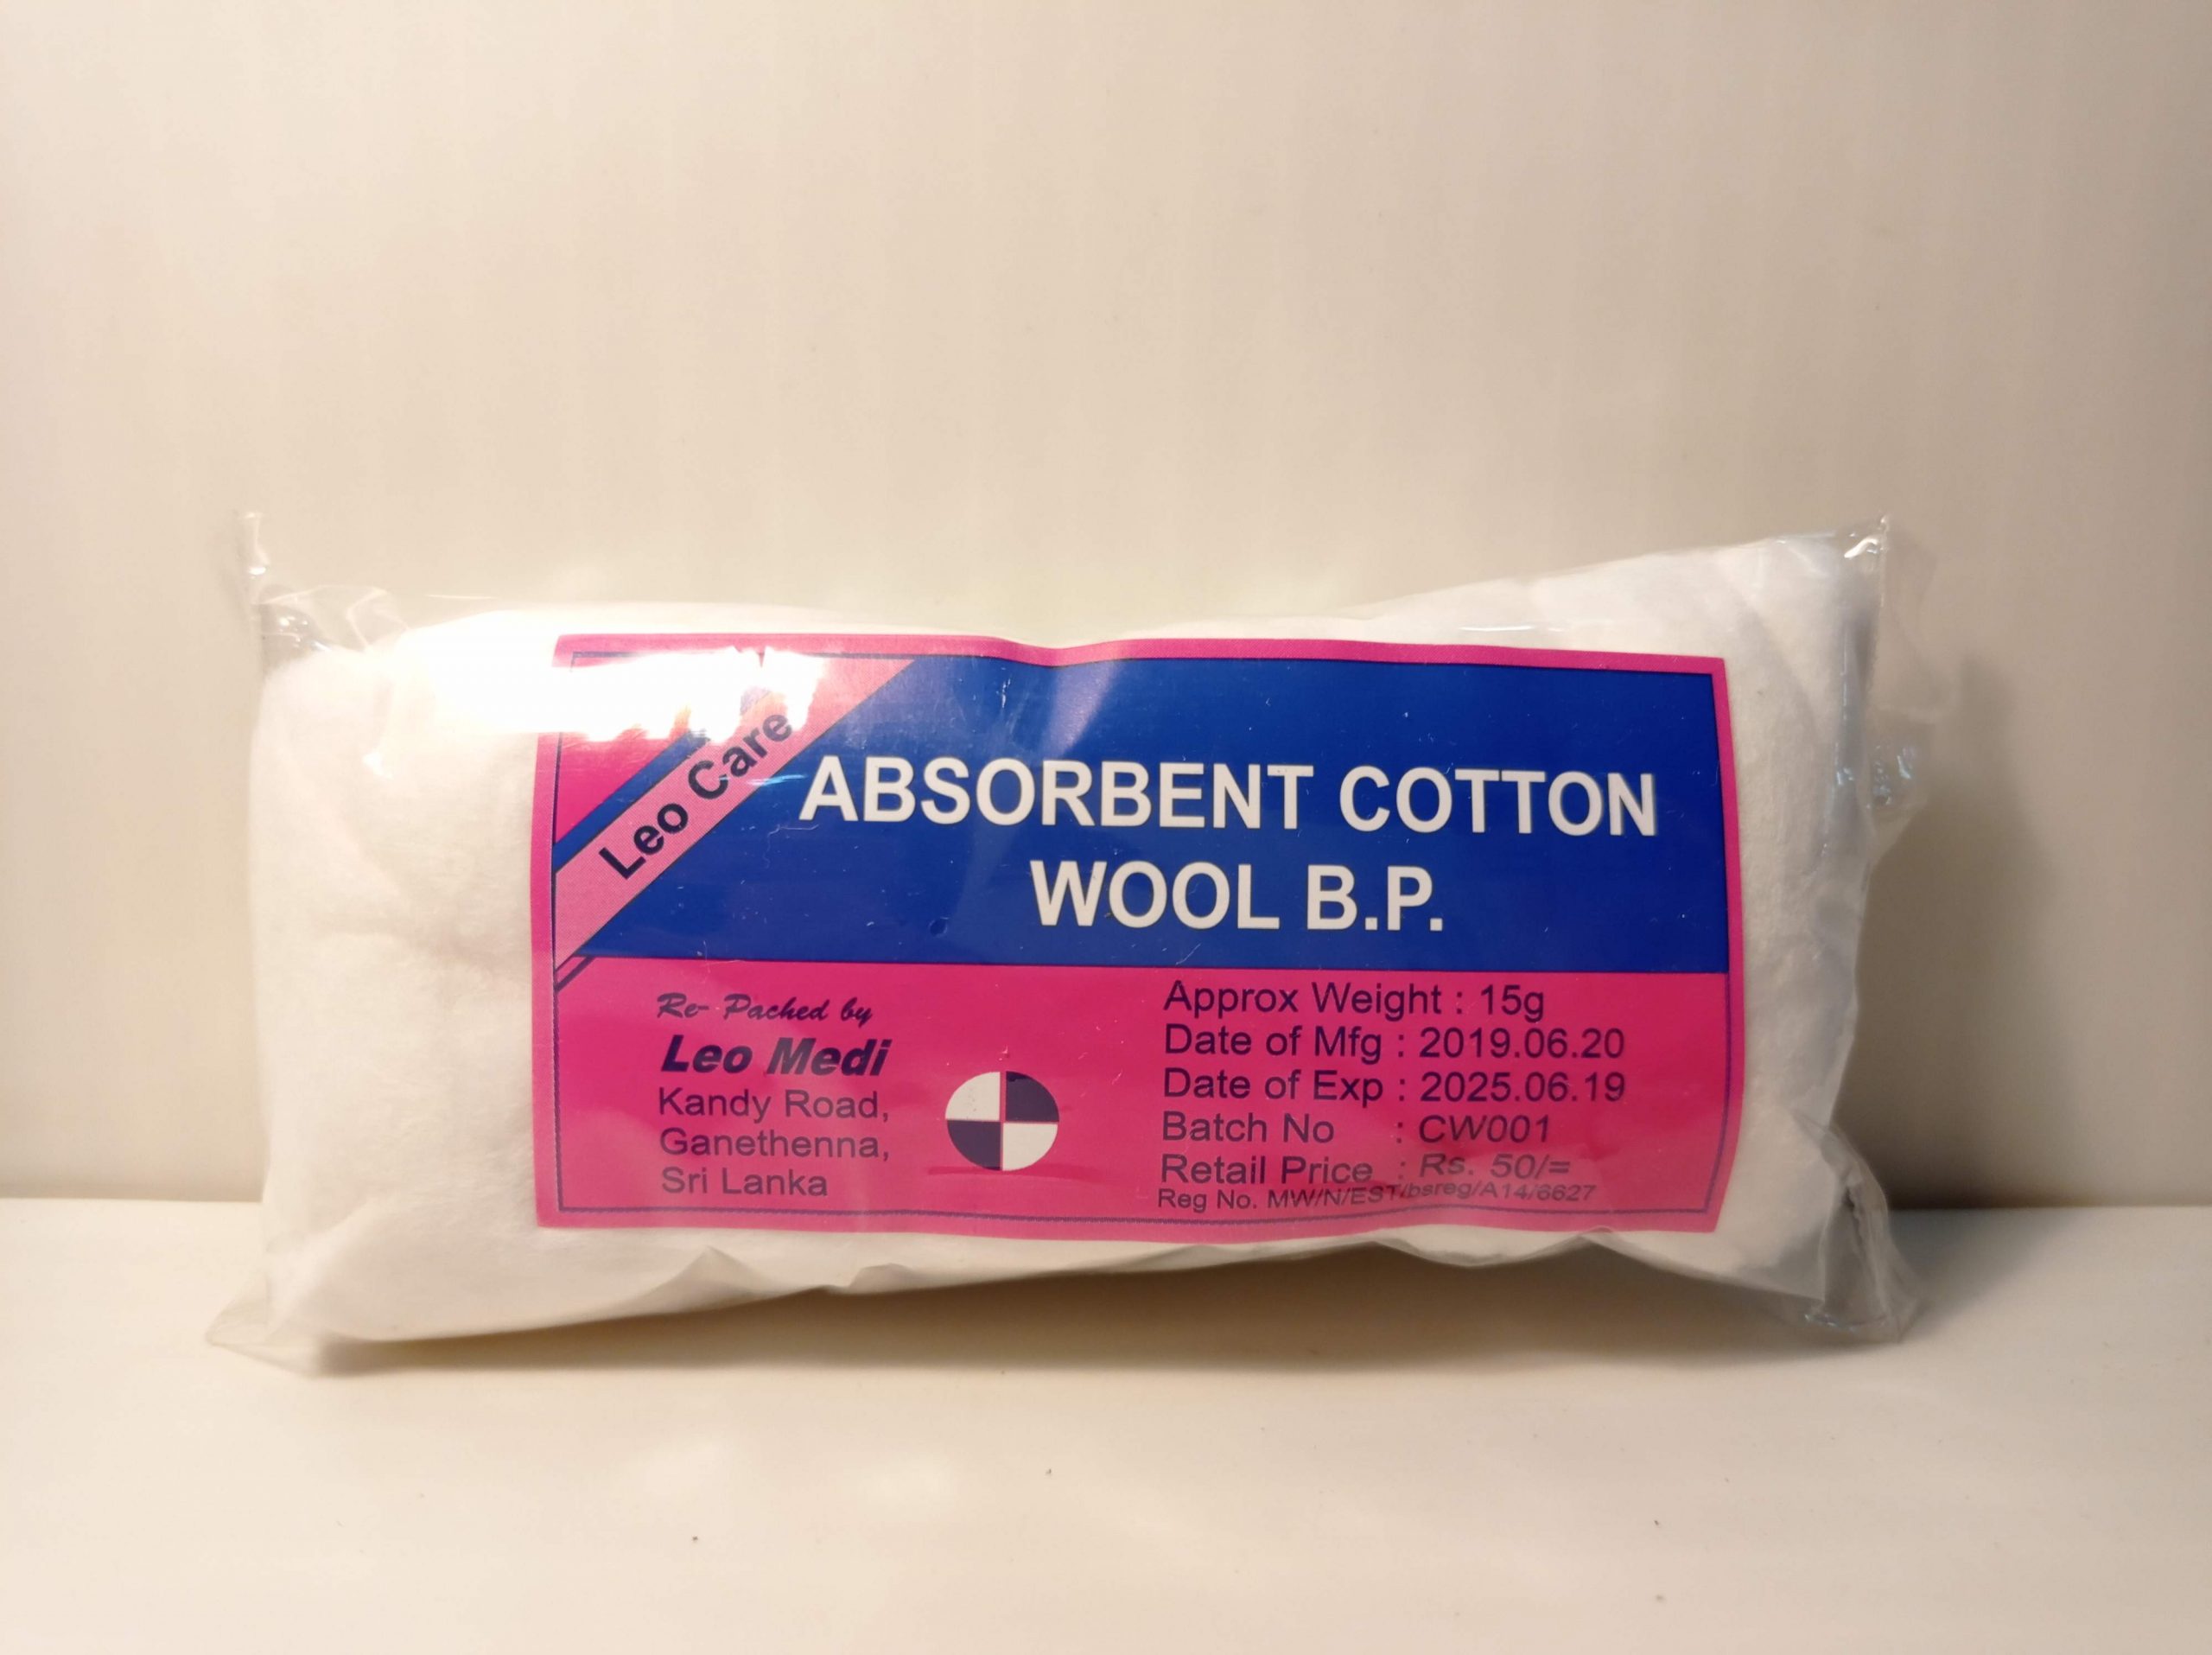 Leo Care
ABSORBENT COTTON
WOOL B.P.
Re- Pached by
Leo Medi
Kandy Road,
Ganethenna,
Sri Lanka
Approx Weight : 15g
Date of Mfg : 2019.06.20
Date of Exp : 2025.06.19
Batch No : CW001
Retail Price : Rs. 50/=
Reg No. MW/N/EST/bsreg/A14/6627